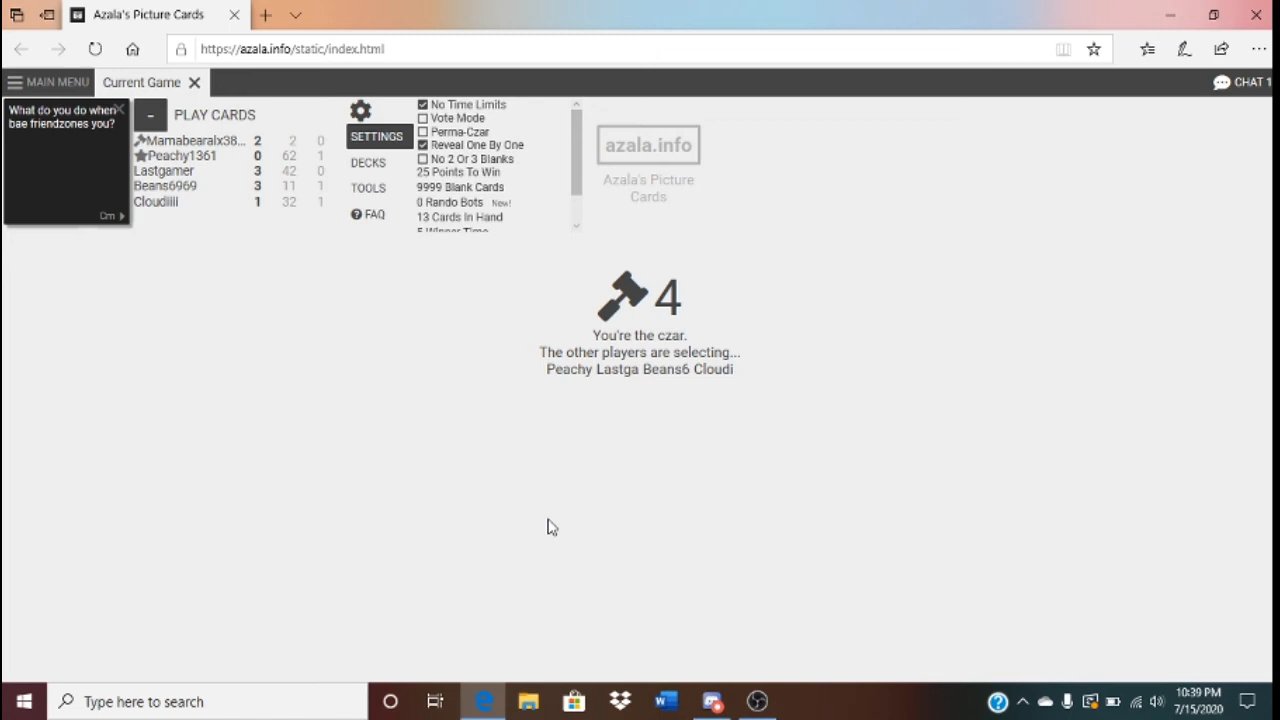 Azala's Picture Cards
https://azala.info/static/index.html
MAIN MENU
Current Game
CHAT 1
What do you do when
bae friendzones you?
Cm
-
PLAY CARDS
Mamabearalx38... 2 2 0
Peachy1361 0 62 1
Lastgamer 3 42 0
Beans6969 3 11 1
Cloudiiii 1 32 1
SETTINGS
DECKS
TOOLS
FAQ
No Time Limits
Vote Mode
Perma-Czar
Reveal One By One
No 2 Or 3 Blanks
25 Points To Win
9999 Blank Cards
0 Rando Bots New!
13 Cards In Hand
5 Winner Time
azala.info
Azala's Picture
Cards
4
You're the czar.
The other players are selecting...
Peachy Lastga Beans6 Cloudi
Type here to search
10:39 PM
7/15/2020